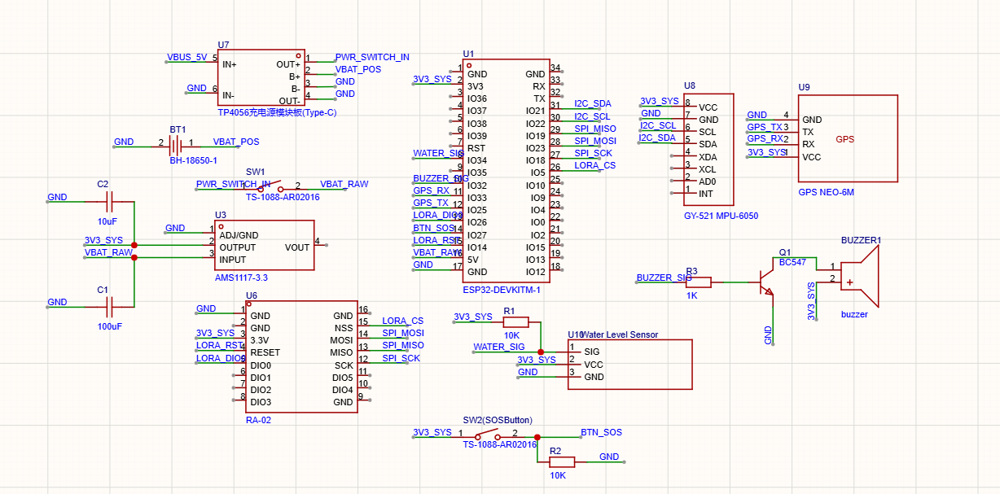 U7
VBUS_5V 5 IN+ OUT+ 1 PWR_SWITCH_IN
B+ 2 VBAT_POS
B- 3 GND
GND 6 IN- OUT- 4 GND
TP4056充电源模块板(Type-C)
BT1
GND 2 1 VBAT_POS
BH-18650-1
SW1
PWR_SWITCH_IN 1 2 VBAT_RAW
TS-1088-AR02016
C2
GND
10uF
U3
GND 1 ADJ/GND
3V3_SYS 2 OUTPUT VOUT 4
VBAT_RAW 3 INPUT
AMS1117-3.3
C1
GND
100uF
U6
GND 1 GND GND 16
2 GND NSS 15 LORA_CS
3V3_SYS 3 3.3V MOSI 14 SPI_MOSI
LORA_RST 4 RESET MISO 13 SPI_MISO
LORA_DIO0 5 DIO0 SCK 12 SPI_SCK
6 DIO1 DIO5 11
7 DIO2 DIO4 10
8 DIO3 GND 9
RA-02
U1
1 GND GND 34
3V3_SYS 2 3V3 RX 33
3 IO36 TX 32
4 IO37 IO21 31 I2C_SDA
5 IO38 IO22 30 I2C_SCL
6 IO39 IO19 29 SPI_MISO
7 RST IO23 28 SPI_MOSI
WATER_SIG 8 IO34 IO18 27 SPI_SCK
9 IO35 IO5 26 LORA_CS
BUZZER_SIG 10 IO32 IO10 25
GPS_RX 11 IO33 IO9 24
GPS_TX 12 IO25 IO4 23
LORA_DIO0 13 IO26 IO0 22
BTN_SOS 14 IO27 IO2 21
LORA_RST 15 IO14 IO15 20
VBAT_RAW 16 5V IO13 19
GND 17 GND IO12 18
ESP32-DEVKITM-1
U8
3V3_SYS 8 VCC
GND 7 GND
I2C_SCL 6 SCL
I2C_SDA 5 SDA
4 XDA
3 XCL
2 AD0
1 INT
GY-521 MPU-6050
U9
GND 4 GND
GPS_TX 3 TX
GPS_RX 2 RX
3V3_SYS 1 VCC
GPS
GPS NEO-6M
BUZZER_SIG R3
1K
Q1
BC547
GND
BUZZER1
1
2 +
3V3_SYS
buzzer
3V3_SYS R1
10K
U10 Water Level Sensor
WATER_SIG 1 SIG
3V3_SYS 2 VCC
GND 3 GND
SW2(SOSButton)
3V3_SYS 1 2 BTN_SOS
TS-1088-AR02016
R2 GND
10K